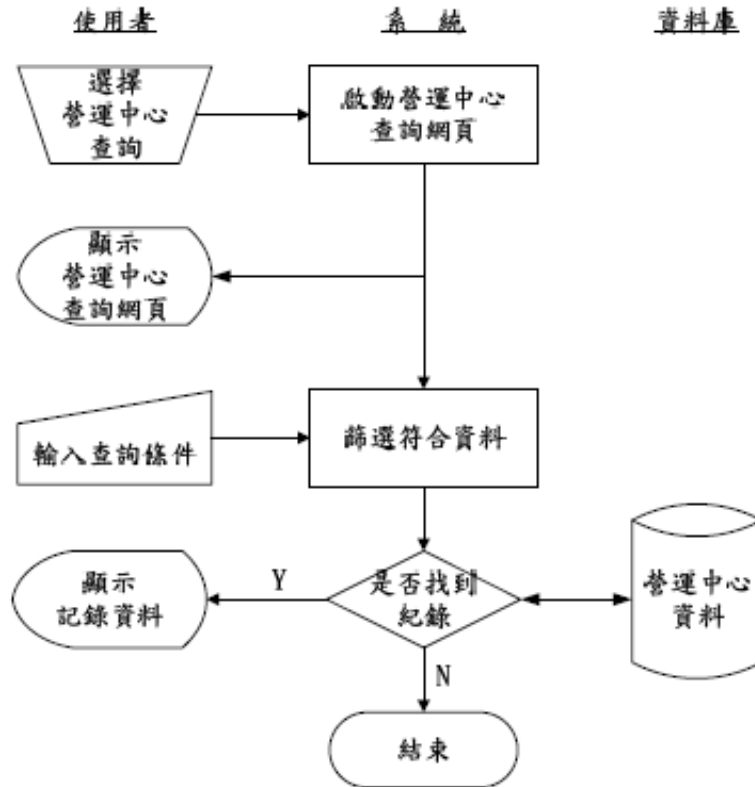 使用者
系 統
資料庫
選擇
營運中心
查詢
啟動營運中心
查詢網頁
顯示
營運中心
查詢網頁
輸入查詢條件
篩選符合資料
顯示
記錄資料
Y
是否找到
紀錄
營運中心
資料
N
結束